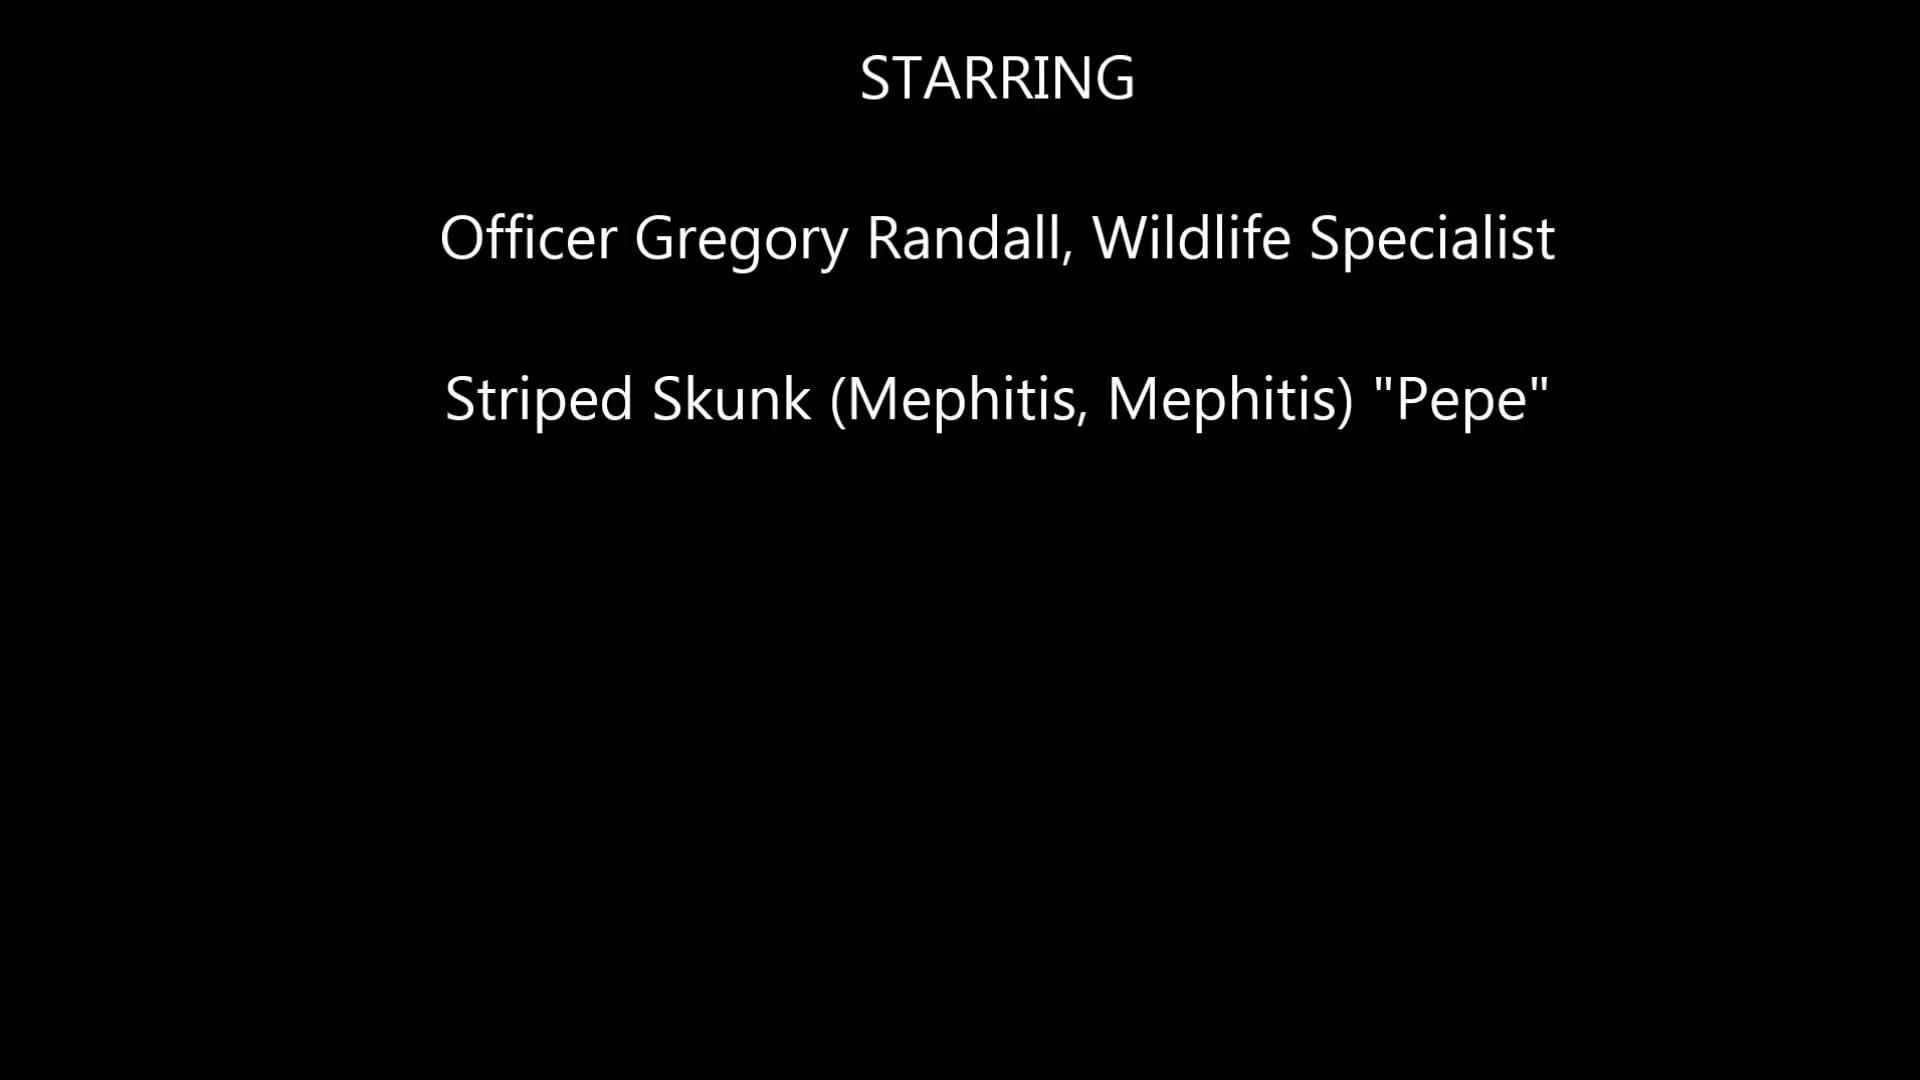 STARRING
Officer Gregory Randall, Wildlife Specialist
Striped Skunk (Mephitis, Mephitis) "Pepe"